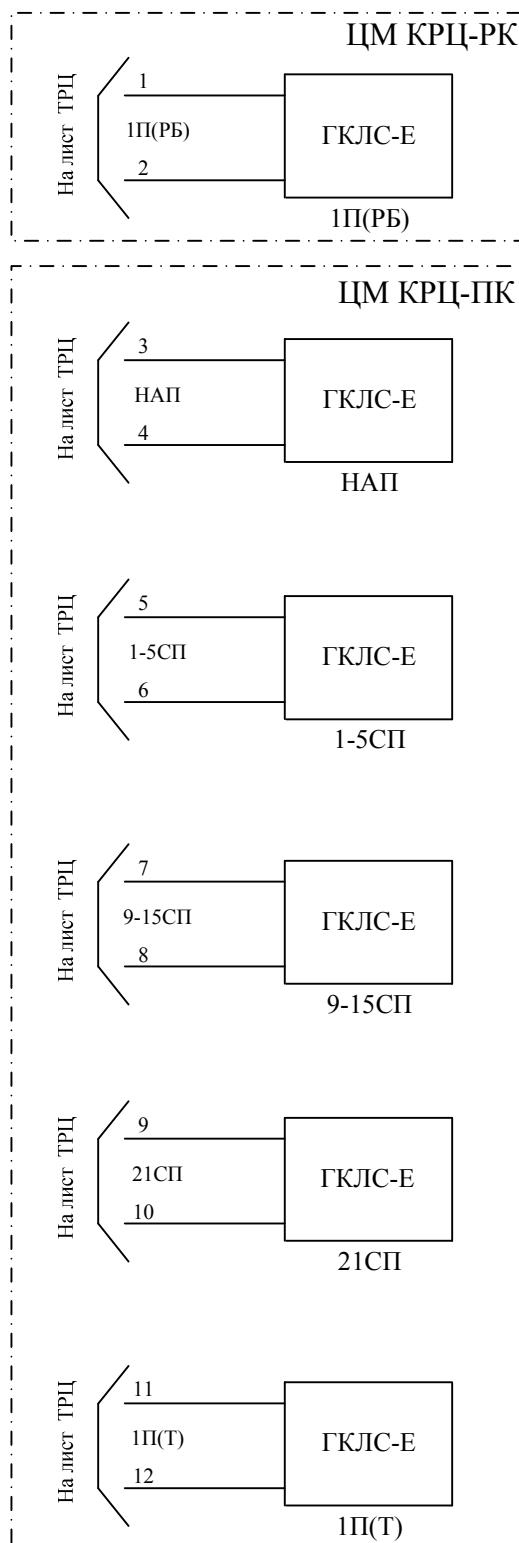 ЦМ КРЦ-РК
На лист ТРЦ
1
1П(РБ)
2
ГКЛС-Е
1П(РБ)
ЦМ КРЦ-ПК
На лист ТРЦ
3
НАП
4
ГКЛС-Е
НАП
На лист ТРЦ
5
1-5СП
6
ГКЛС-Е
1-5СП
На лист ТРЦ
7
9-15СП
8
ГКЛС-Е
9-15СП
На лист ТРЦ
9
21СП
10
ГКЛС-Е
21СП
На лист ТРЦ
11
1П(Т)
12
ГКЛС-Е
1П(Т)